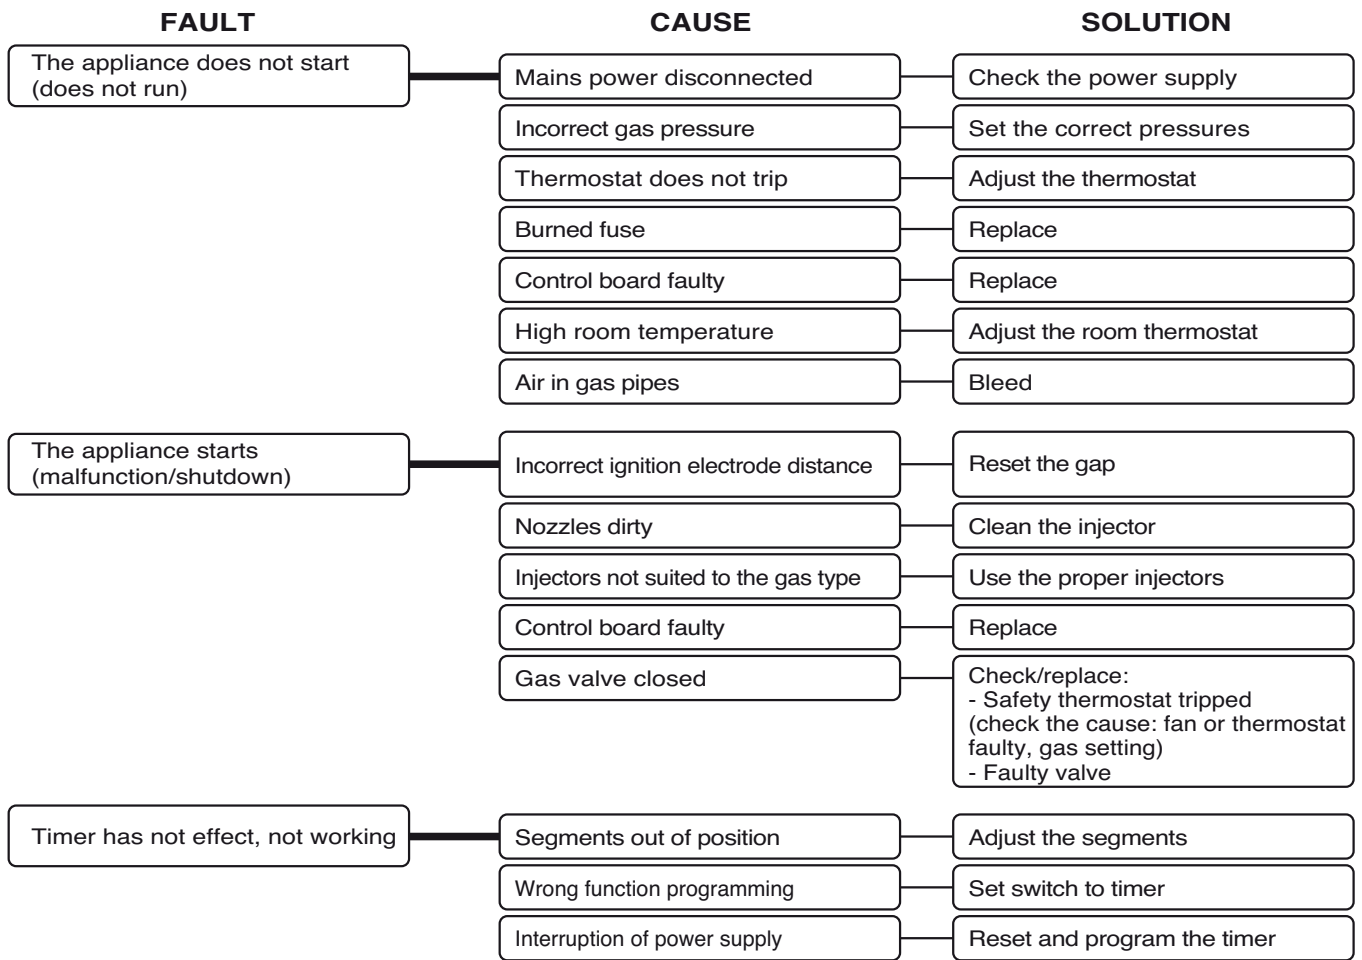 FAULT CAUSE SOLUTION
The appliance does not start
(does not run)
Mains power disconnected Check the power supply
Incorrect gas pressure Set the correct pressures
Thermostat does not trip Adjust the thermostat
Burned fuse Replace
Control board faulty Replace
High room temperature Adjust the room thermostat
Air in gas pipes Bleed
The appliance starts
(malfunction/shutdown)
Incorrect ignition electrode distance Reset the gap
Nozzles dirty Clean the injector
Injectors not suited to the gas type Use the proper injectors
Control board faulty Replace
Gas valve closed Check/replace:
- Safety thermostat tripped
(check the cause: fan or thermostat
faulty, gas setting)
- Faulty valve
Timer has not effect, not working Segments out of position Adjust the segments
Wrong function programming Set switch to timer
Interruption of power supply Reset and program the timer